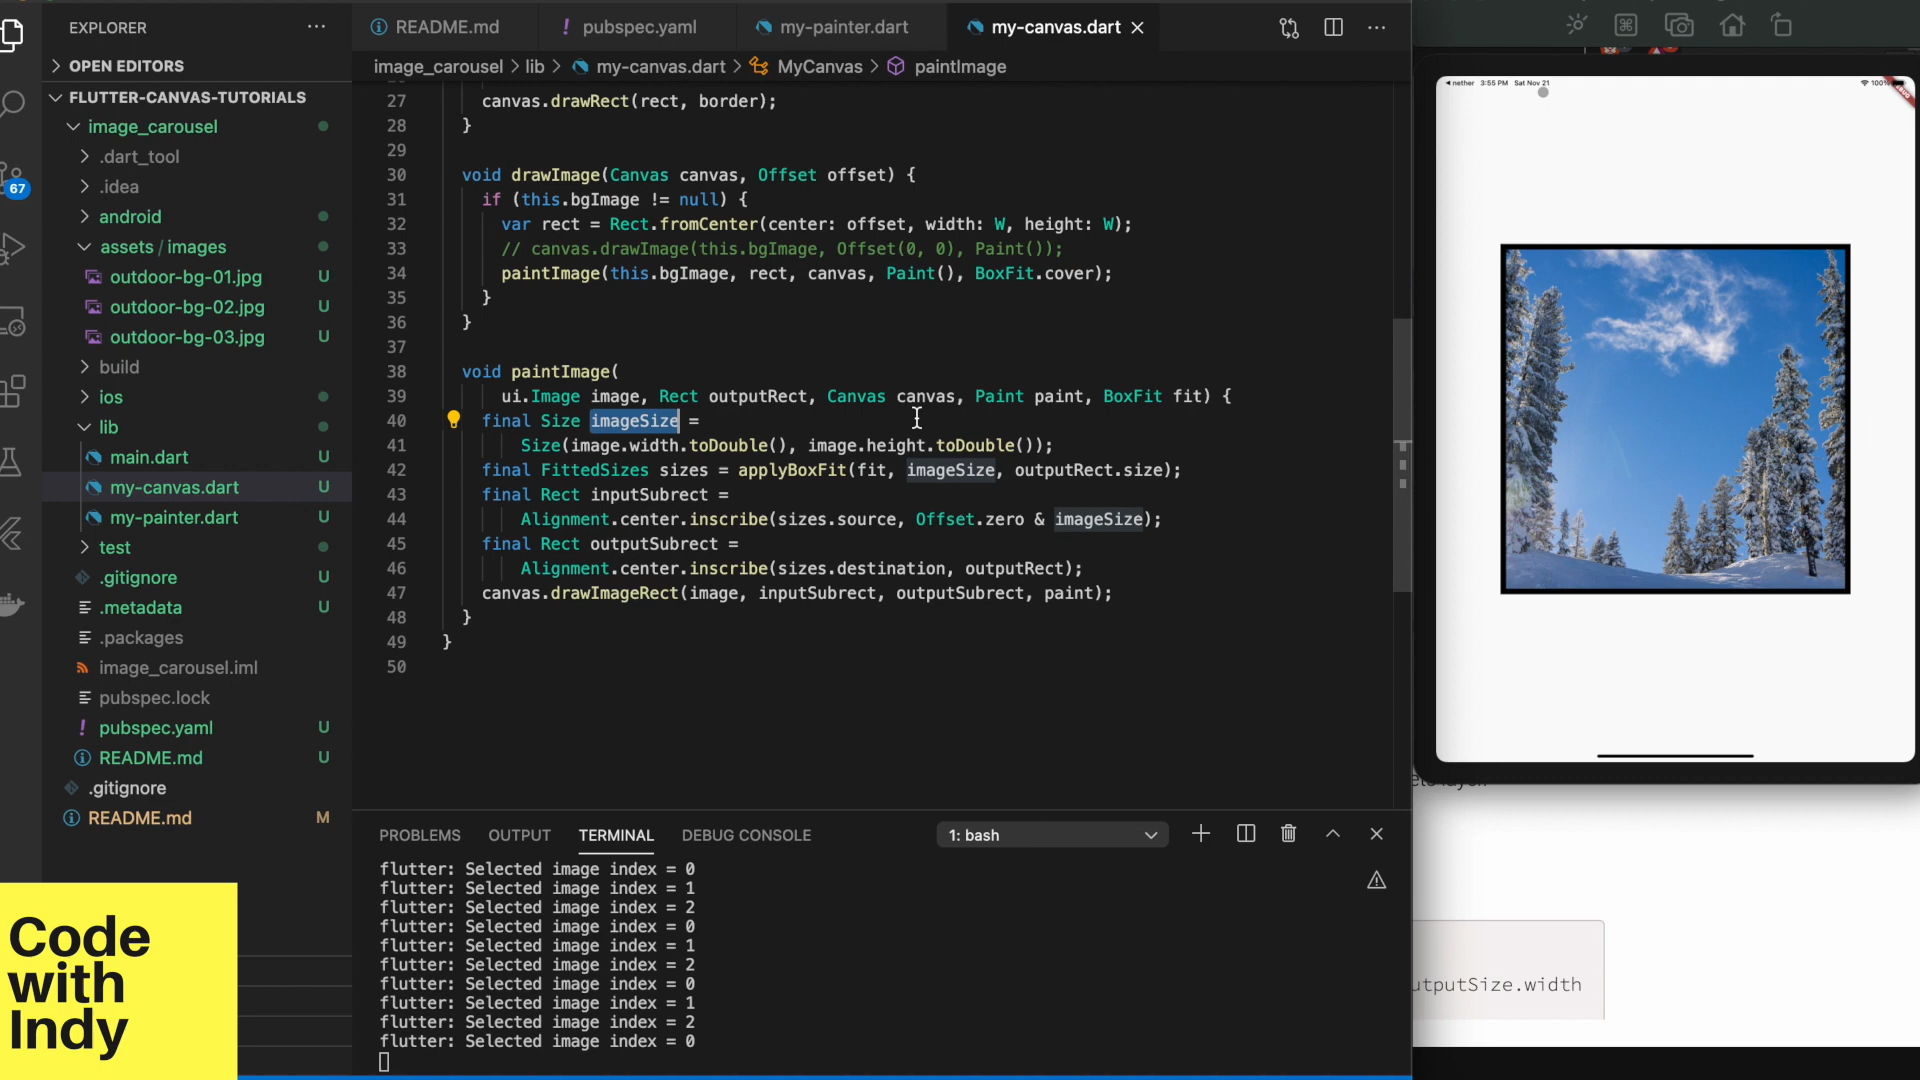 EXPLORER
OPEN EDITORS
FLUTTER-CANVAS-TUTORIALS
image_carousel
.dart_tool
.idea
android
assets / images
outdoor-bg-01.jpg U
outdoor-bg-02.jpg U
outdoor-bg-03.jpg U
build
ios
lib
main.dart U
my-canvas.dart U
my-painter.dart U
test
.gitignore U
.metadata U
.packages
image_carousel.iml
pubspec.lock
pubspec.yaml U
README.md U
.gitignore
README.md M
67
README.md
pubspec.yaml
my-painter.dart
my-canvas.dart
image_carousel > lib > my-canvas.dart > MyCanvas > paintImage
27 canvas.drawRect(rect, border);
28 }
29
30 void drawImage(Canvas canvas, Offset offset) {
31 if (this.bgImage != null) {
32 var rect = Rect.fromCenter(center: offset, width: W, height: W);
33 // canvas.drawImage(this.bgImage, Offset(0, 0), Paint());
34 paintImage(this.bgImage, rect, canvas, Paint(), BoxFit.cover);
35 }
36 }
37
38 void paintImage(
39 ui.Image image, Rect outputRect, Canvas canvas, Paint paint, BoxFit fit) {
40 final Size imageSize =
41 Size(image.width.toDouble(), image.height.toDouble());
42 final FittedSizes sizes = applyBoxFit(fit, imageSize, outputRect.size);
43 final Rect inputSubrect =
44 Alignment.center.inscribe(sizes.source, Offset.zero & imageSize);
45 final Rect outputSubrect =
46 Alignment.center.inscribe(sizes.destination, outputRect);
47 canvas.drawImageRect(image, inputSubrect, outputSubrect, paint);
48 }
49 }
50
PROBLEMS OUTPUT TERMINAL DEBUG CONSOLE 1: bash
flutter: Selected image index = 0
flutter: Selected image index = 1
flutter: Selected image index = 2
flutter: Selected image index = 0
flutter: Selected image index = 1
flutter: Selected image index = 2
flutter: Selected image index = 0
flutter: Selected image index = 1
flutter: Selected image index = 2
flutter: Selected image index = 0
Code
with
Indy
nether 3:55 PM Sat Nov 21 100%
utputSize.width